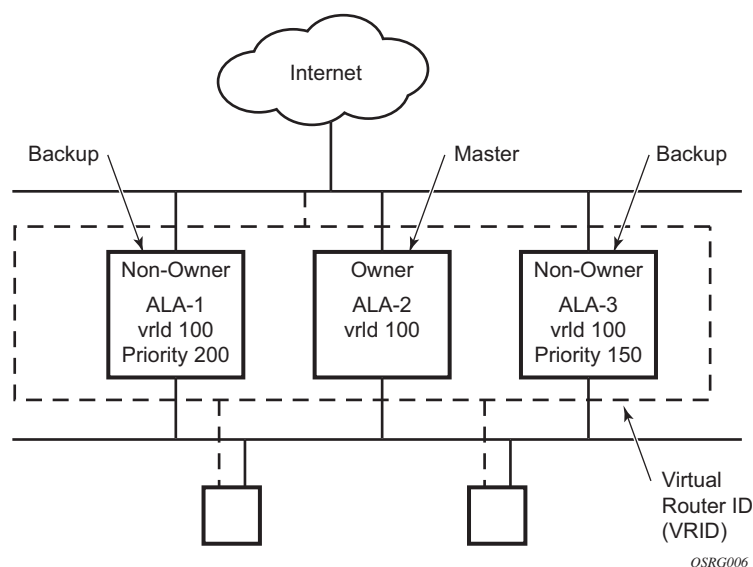 Internet
Backup
Master
Backup
Non-Owner
ALA-1
vrId 100
Priority 200
Owner
ALA-2
vrId 100
Non-Owner
ALA-3
vrId 100
Priority 150
Virtual
Router ID
(VRID)
OSRG006